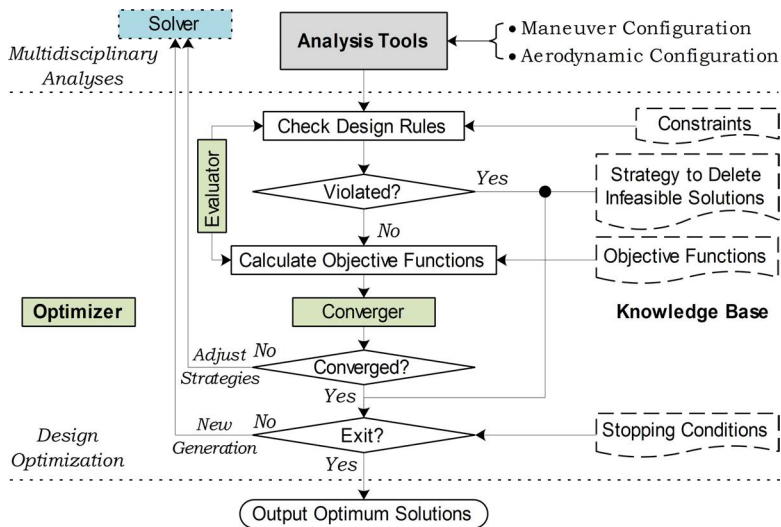 Solver
Analysis Tools
• Maneuver Configuration
• Aerodynamic Configuration
Multidisciplinary
Analyses
Check Design Rules
Constraints
Evaluator
Violated?
Yes
Strategy to Delete
Infeasible Solutions
No
Calculate Objective Functions
Objective Functions
Optimizer
Converger
Knowledge Base
Adjust
Strategies
No
Converged?
Yes
New
Generation
No
Exit?
Stopping Conditions
Design
Optimization
Yes
Output Optimum Solutions